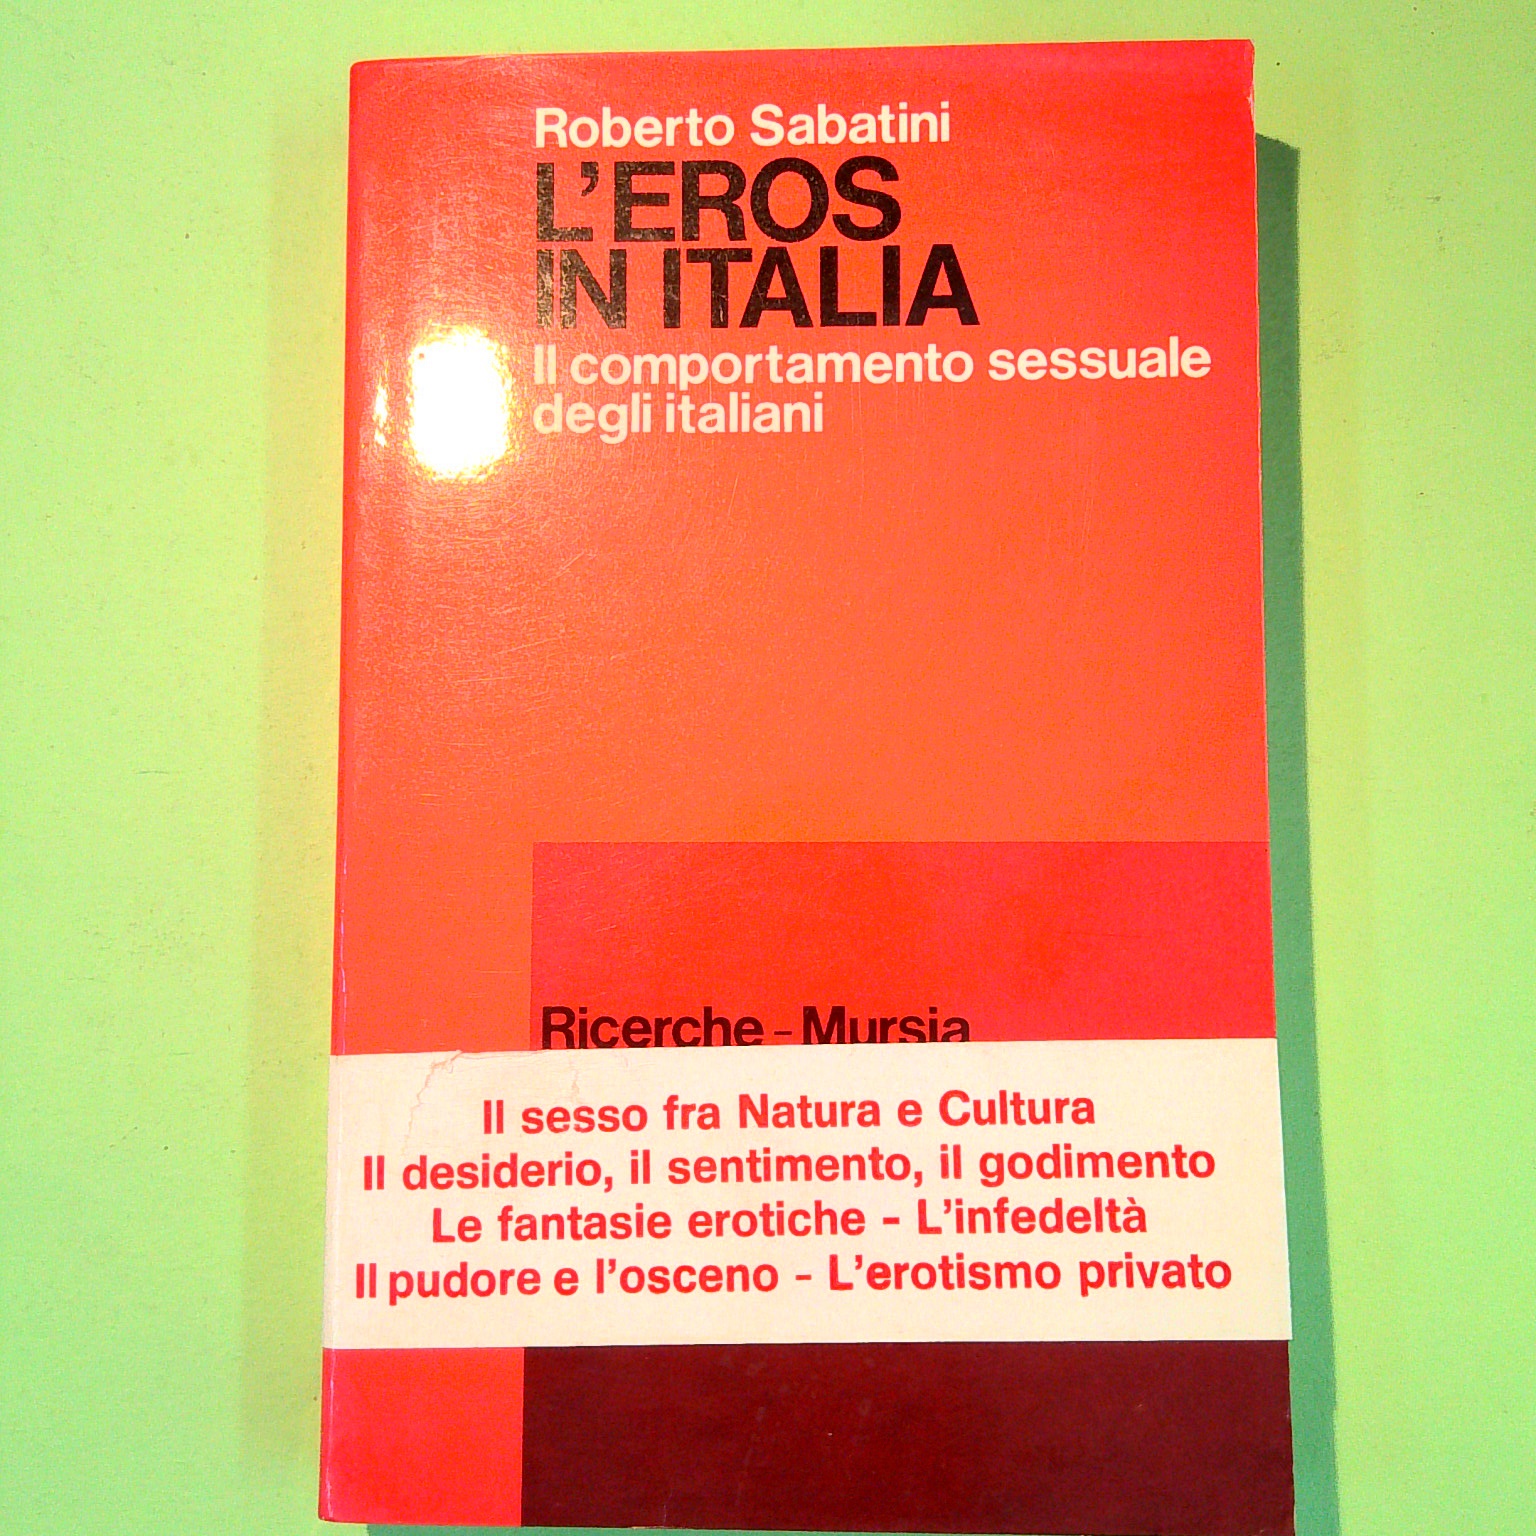 Roberto Sabatini
L'EROS
IN ITALIA
Il comportamento sessuale
degli italiani
Ricerche - Mursia
Il sesso fra Natura e Cultura
Il desiderio, il sentimento, il godimento
Le fantasie erotiche - L'infedeltà
Il pudore e l'osceno - L'erotismo privato